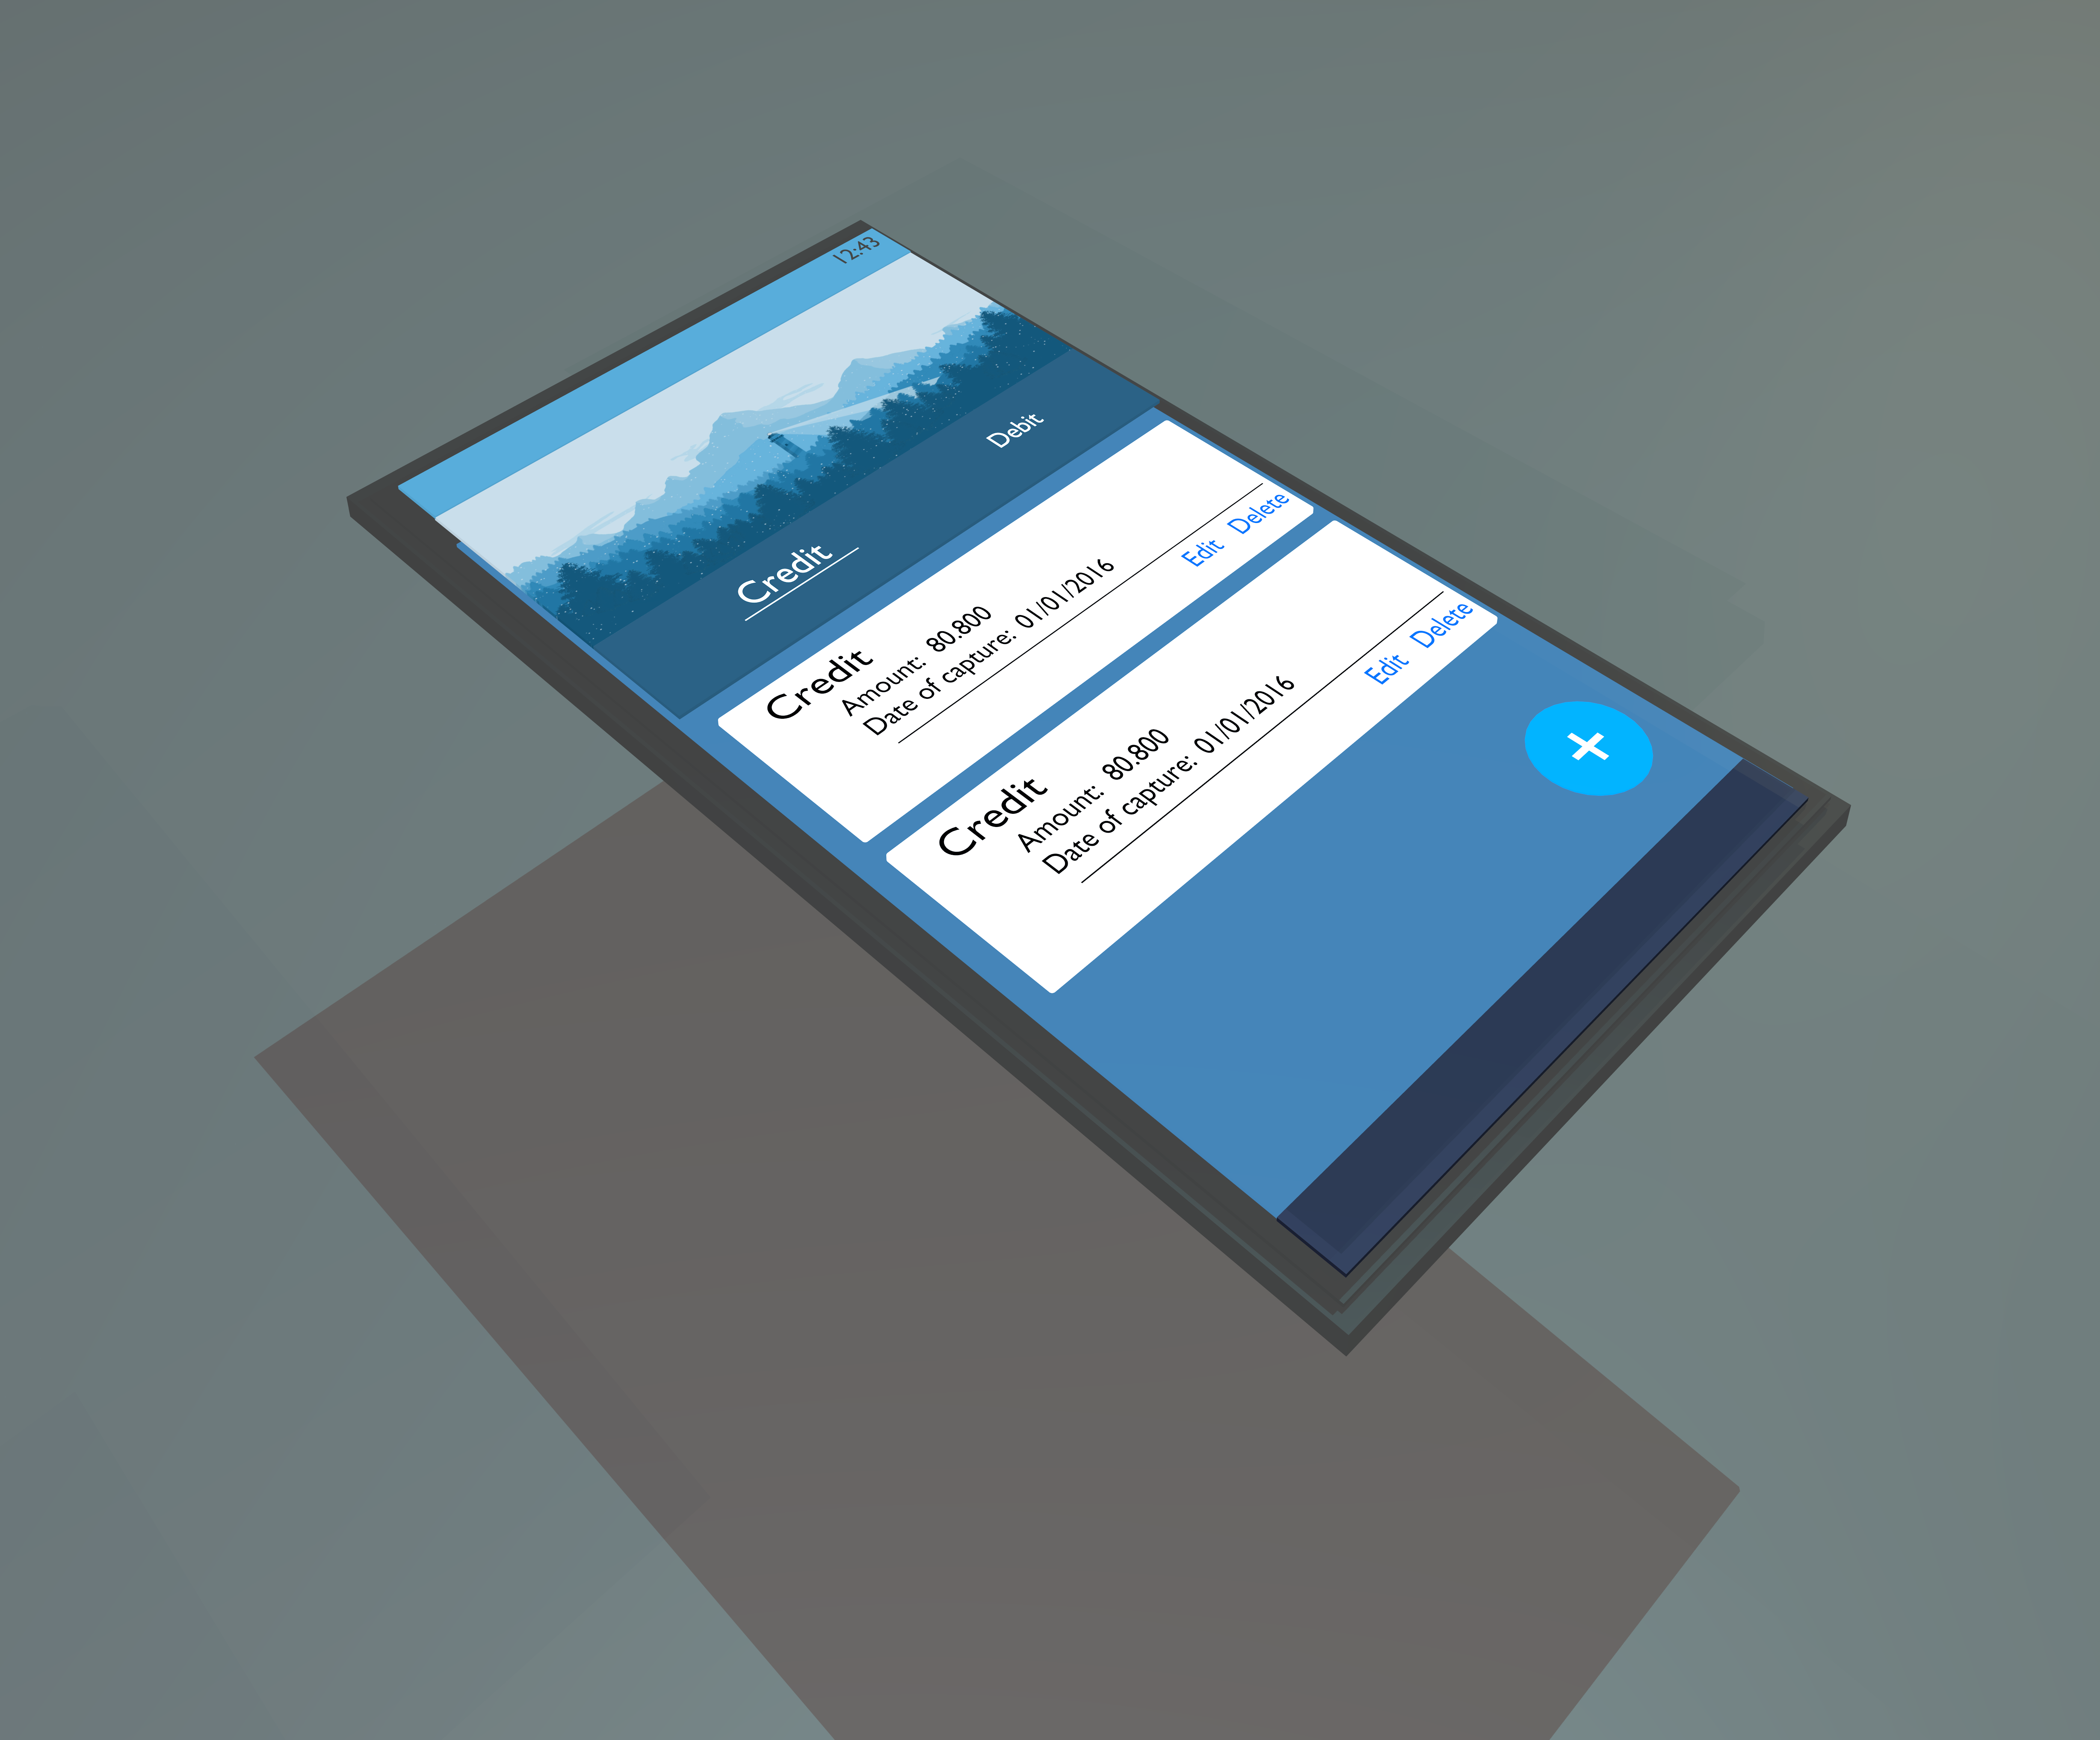 12:43
Credit Debit
Credit
Amount: 80.800
Date of capture: 01/01/2016
Edit Delete
Credit
Amount: 80.800
Date of capture: 01/01/2016
Edit Delete
+